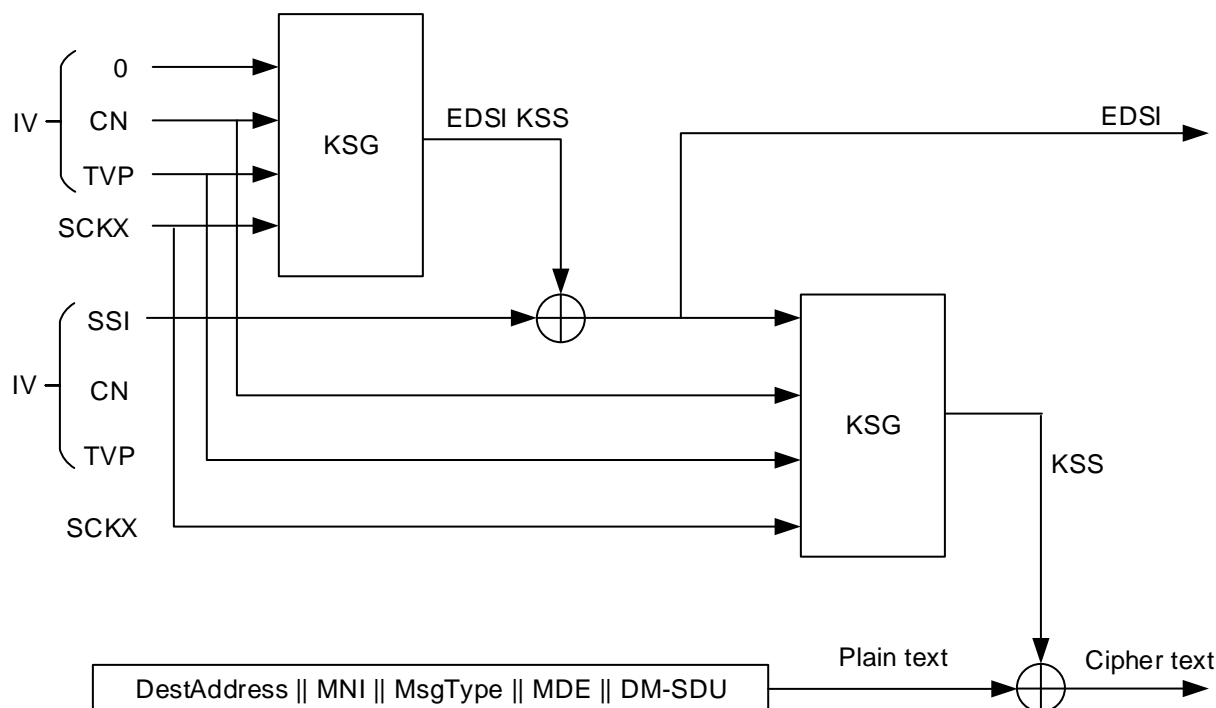 0
IV
CN
KSG
EDSI KSS
EDSI
TVP
SCKX
SSI
IV
CN
KSG
TVP
KSS
SCKX
Plain text
Cipher text
DestAddress || MNI || MsgType || MDE || DM-SDU